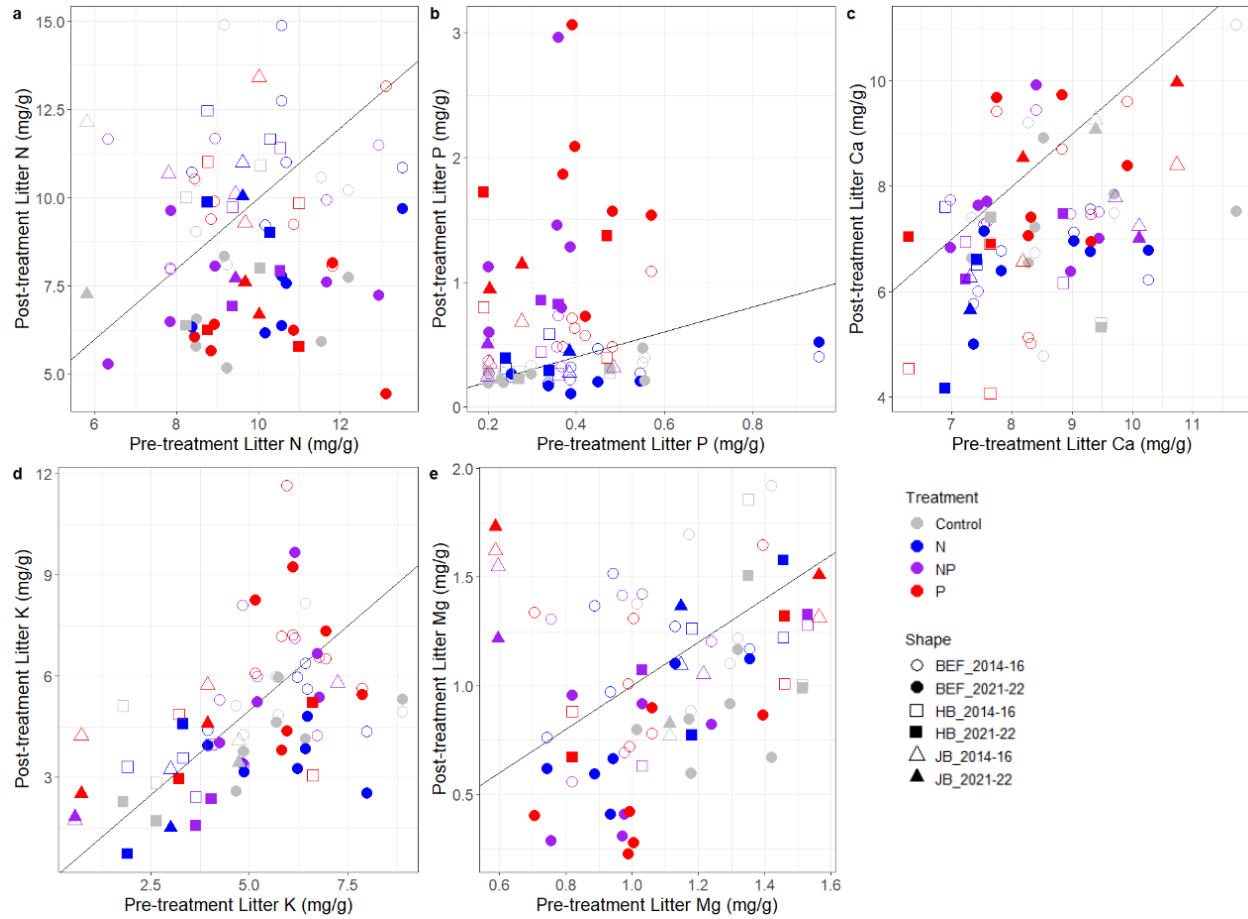 a
15.0
12.5
10.0
7.5
5.0
Post-treatment Litter N (mg/g)
6 8 10 12
Pre-treatment Litter N (mg/g)
b
3
2
1
0
Post-treatment Litter P (mg/g)
0.2 0.4 0.6 0.8
Pre-treatment Litter P (mg/g)
c
10
8
6
4
Post-treatment Litter Ca (mg/g)
7 8 9 10 11
Pre-treatment Litter Ca (mg/g)
d
12
9
6
3
Post-treatment Litter K (mg/g)
2.5 5.0 7.5
Pre-treatment Litter K (mg/g)
e
2.0
1.5
1.0
0.5
Post-treatment Litter Mg (mg/g)
0.6 0.8 1.0 1.2 1.4 1.6
Pre-treatment Litter Mg (mg/g)
Treatment
Control
N
NP
P
Shape
BEF_2014-16
BEF_2021-22
HB_2014-16
HB_2021-22
JB_2014-16
JB_2021-22